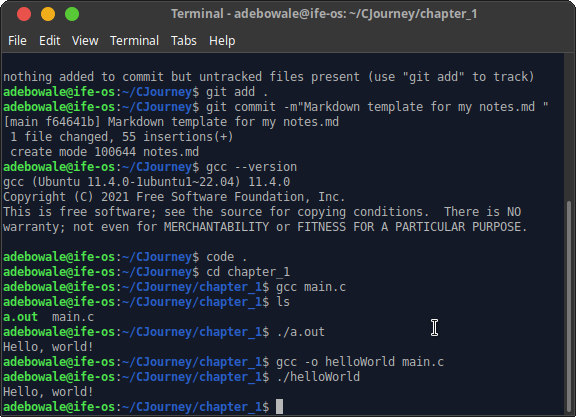 Terminal - adebowale@ife-os: ~/CJourney/chapter_1
File Edit View Terminal Tabs Help
nothing added to commit but untracked files present (use "git add" to track)
adebowale@ife-os:~/CJourney$ git add .
adebowale@ife-os:~/CJourney$ git commit -m"Markdown template for my notes.md "
[main f64641b] Markdown template for my notes.md
 1 file changed, 55 insertions(+)
 create mode 100644 notes.md
adebowale@ife-os:~/CJourney$ gcc --version
gcc (Ubuntu 11.4.0-1ubuntu1~22.04) 11.4.0
Copyright (C) 2021 Free Software Foundation, Inc.
This is free software; see the source for copying conditions.  There is NO
warranty; not even for MERCHANTABILITY or FITNESS FOR A PARTICULAR PURPOSE.
adebowale@ife-os:~/CJourney$ code .
adebowale@ife-os:~/CJourney$ cd chapter_1
adebowale@ife-os:~/CJourney/chapter_1$ gcc main.c
adebowale@ife-os:~/CJourney/chapter_1$ ls
a.out  main.c
adebowale@ife-os:~/CJourney/chapter_1$ ./a.out
Hello, world!
adebowale@ife-os:~/CJourney/chapter_1$ gcc -o helloWorld main.c
adebowale@ife-os:~/CJourney/chapter_1$ ./helloWorld
Hello, world!
adebowale@ife-os:~/CJourney/chapter_1$